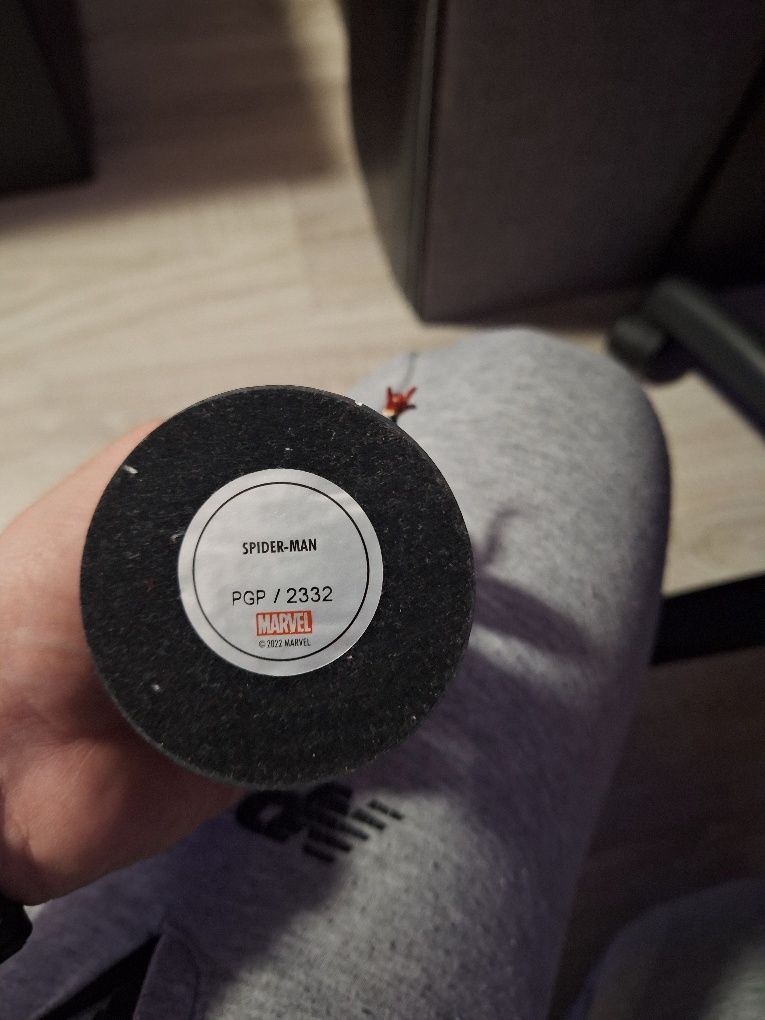 SPIDER-MAN
PGP / 2332
MARVEL
© 2022 MARVEL